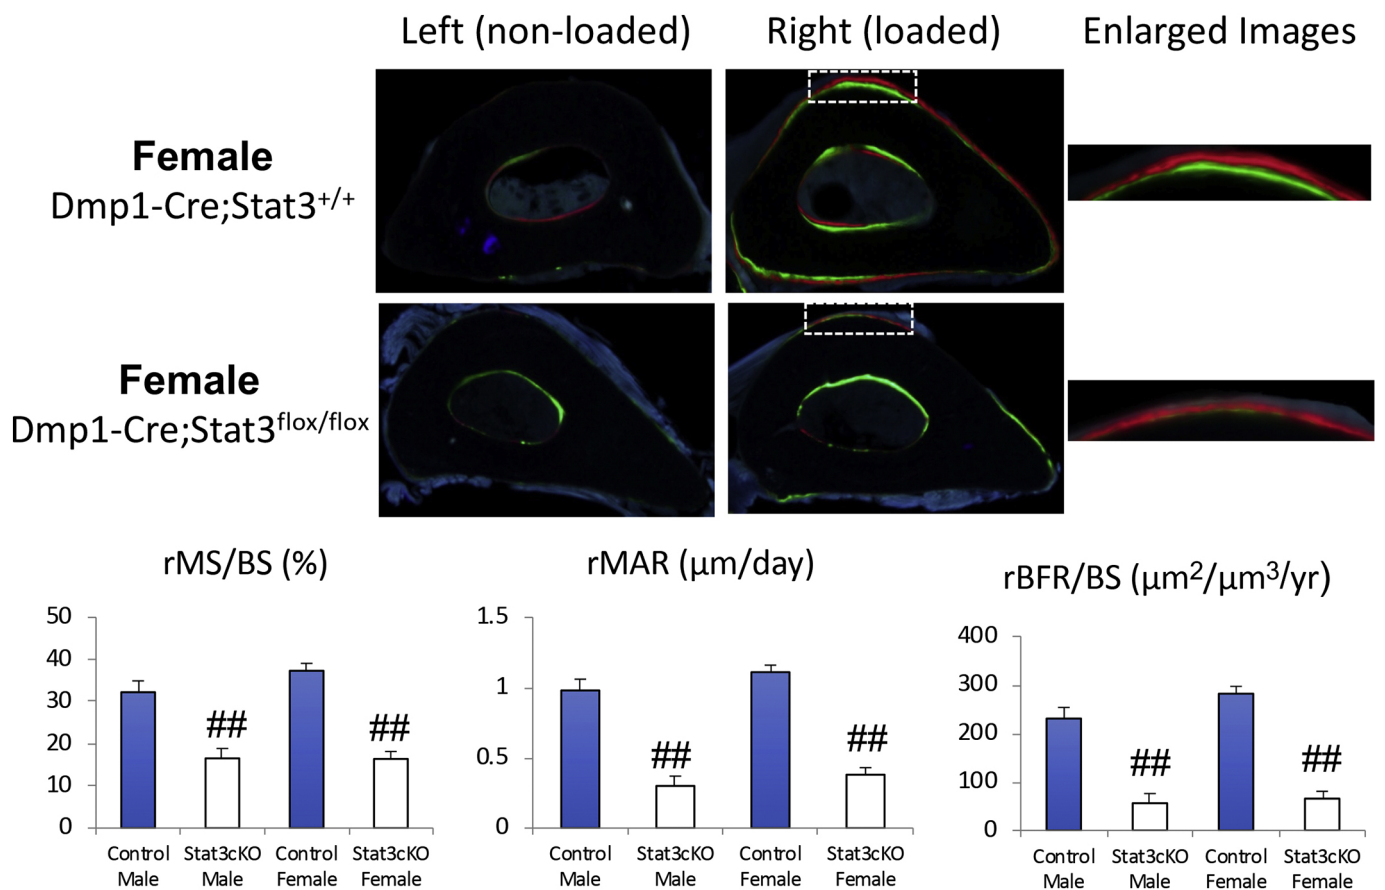 Left (non-loaded)
Right (loaded)
Enlarged Images
Female
Dmp1-Cre;Stat3+/+
Female
Dmp1-Cre;Stat3flox/flox
rMS/BS (%)
50
40
30
20
10
0
##
##
Control Male
Stat3cKO Male
Control Female
Stat3cKO Female
rMAR (μm/day)
1.5
1
0.5
0
##
##
Control Male
Stat3cKO Male
Control Female
Stat3cKO Female
rBFR/BS (μm2/μm3/yr)
400
300
200
100
0
##
##
Control Male
Stat3cKO Male
Control Female
Stat3cKO Female